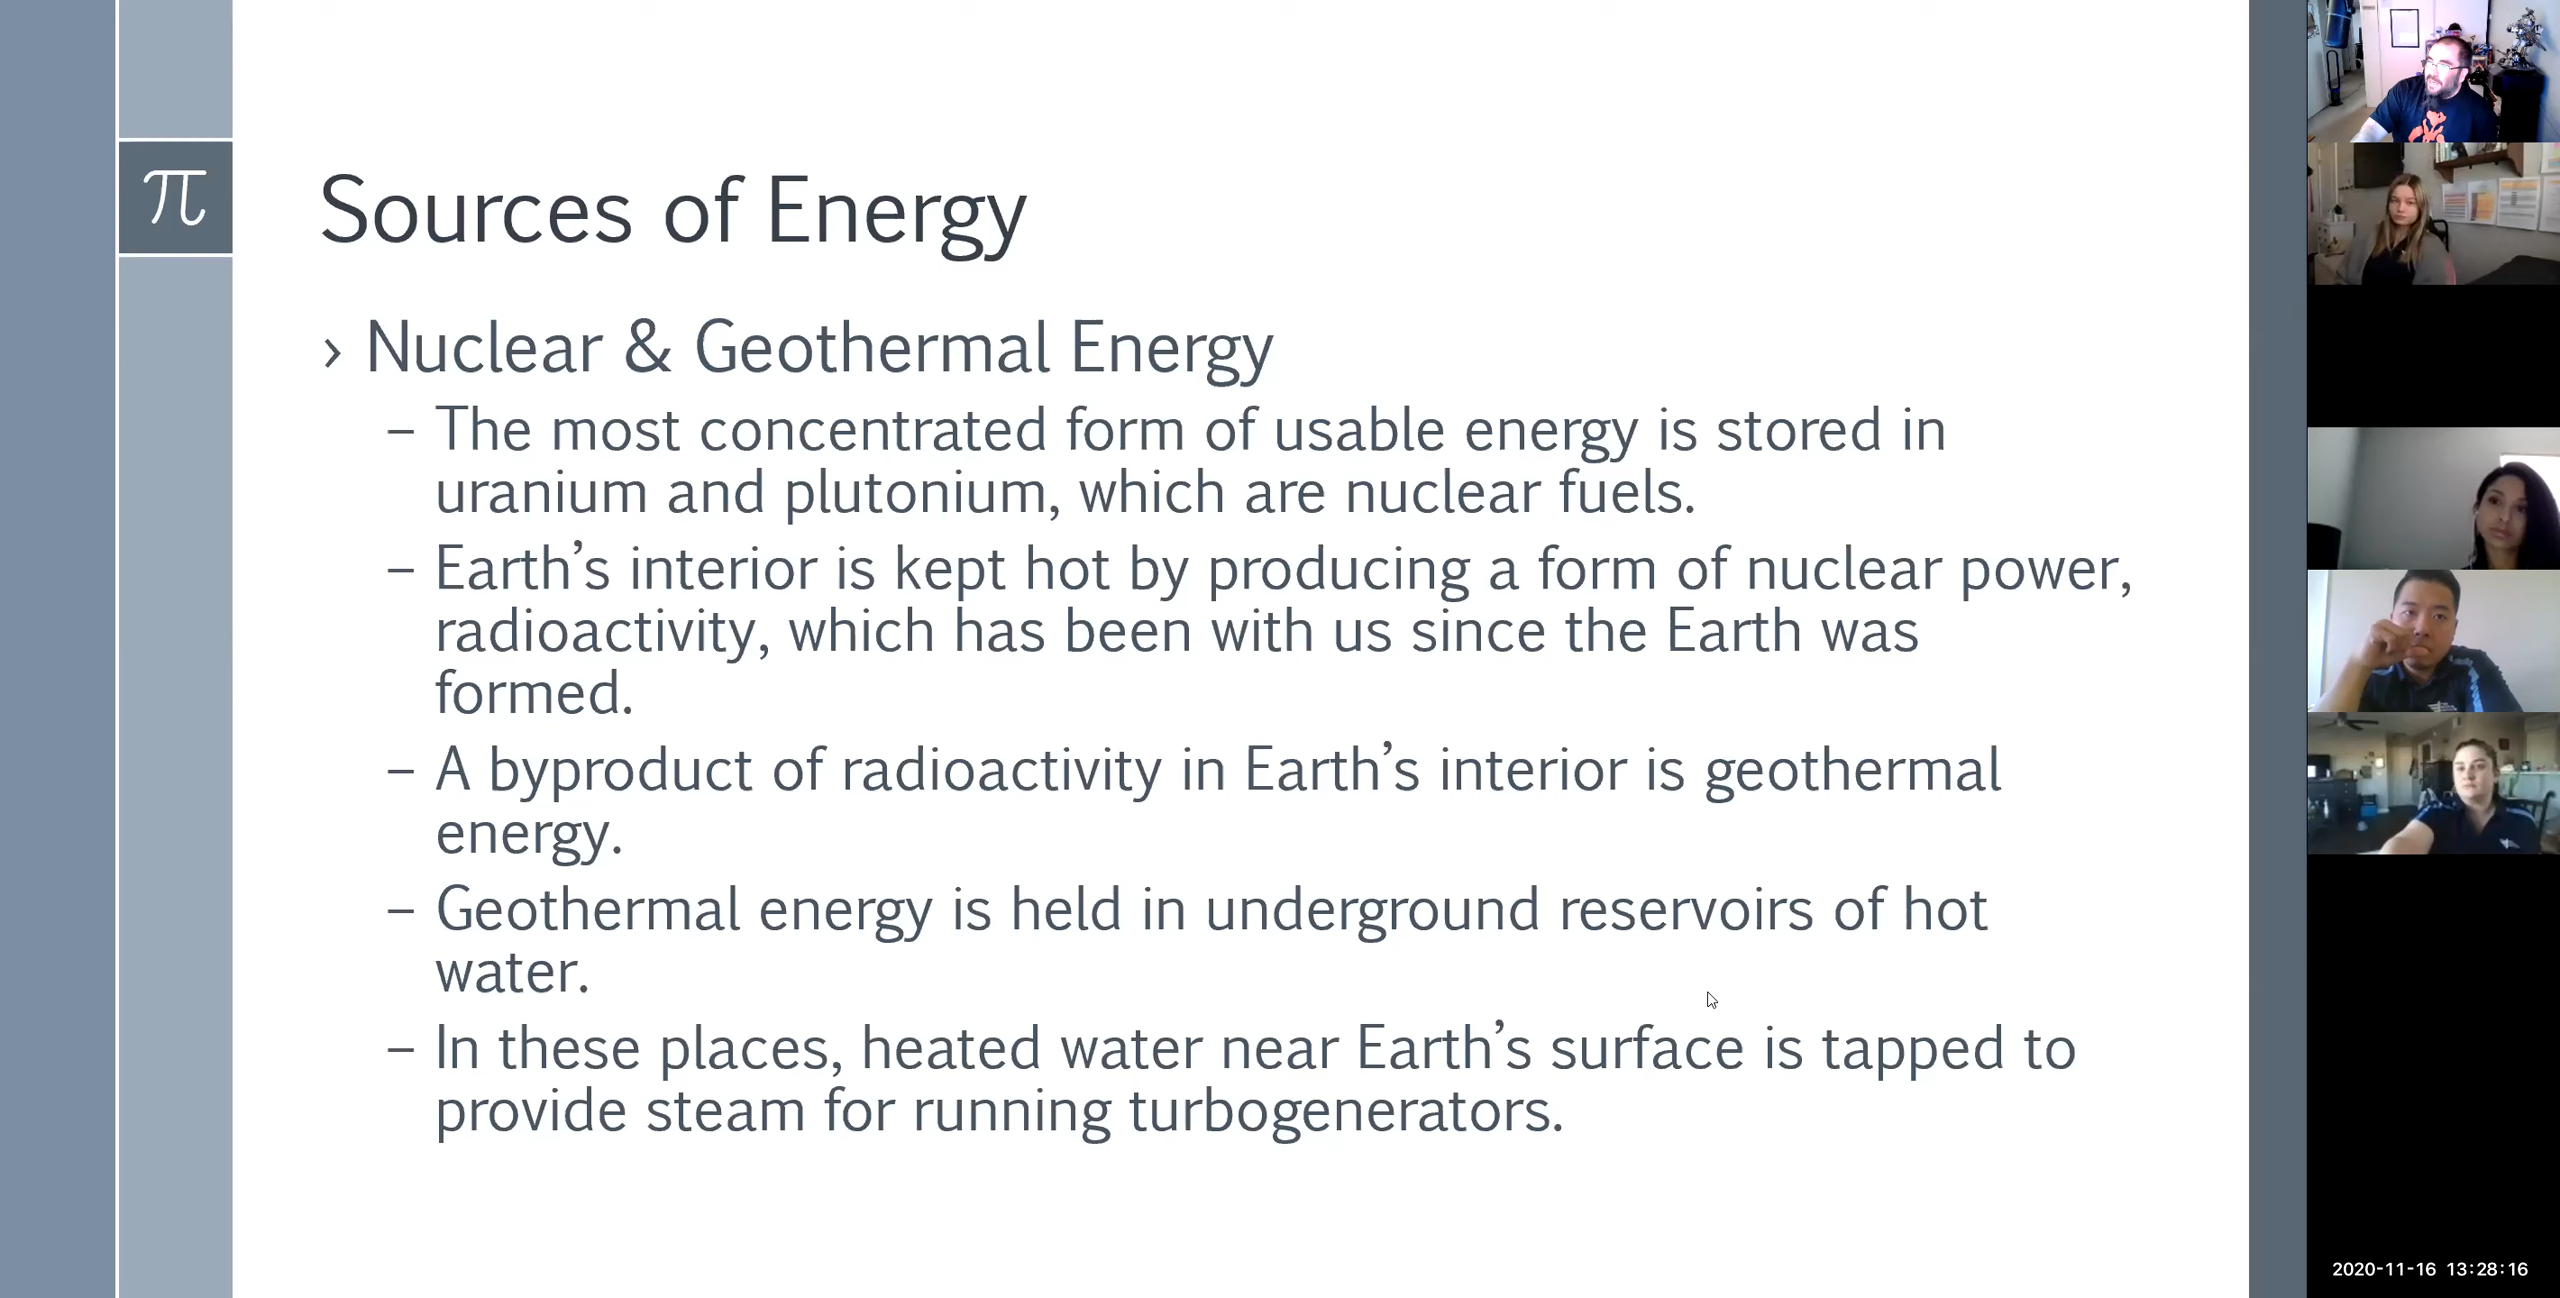 π
Sources of Energy
› Nuclear & Geothermal Energy
– The most concentrated form of usable energy is stored in
uranium and plutonium, which are nuclear fuels.
– Earth’s interior is kept hot by producing a form of nuclear power,
radioactivity, which has been with us since the Earth was
formed.
– A byproduct of radioactivity in Earth’s interior is geothermal
energy.
– Geothermal energy is held in underground reservoirs of hot
water.
– In these places, heated water near Earth’s surface is tapped to
provide steam for running turbogenerators.
2020-11-16 13:28:16